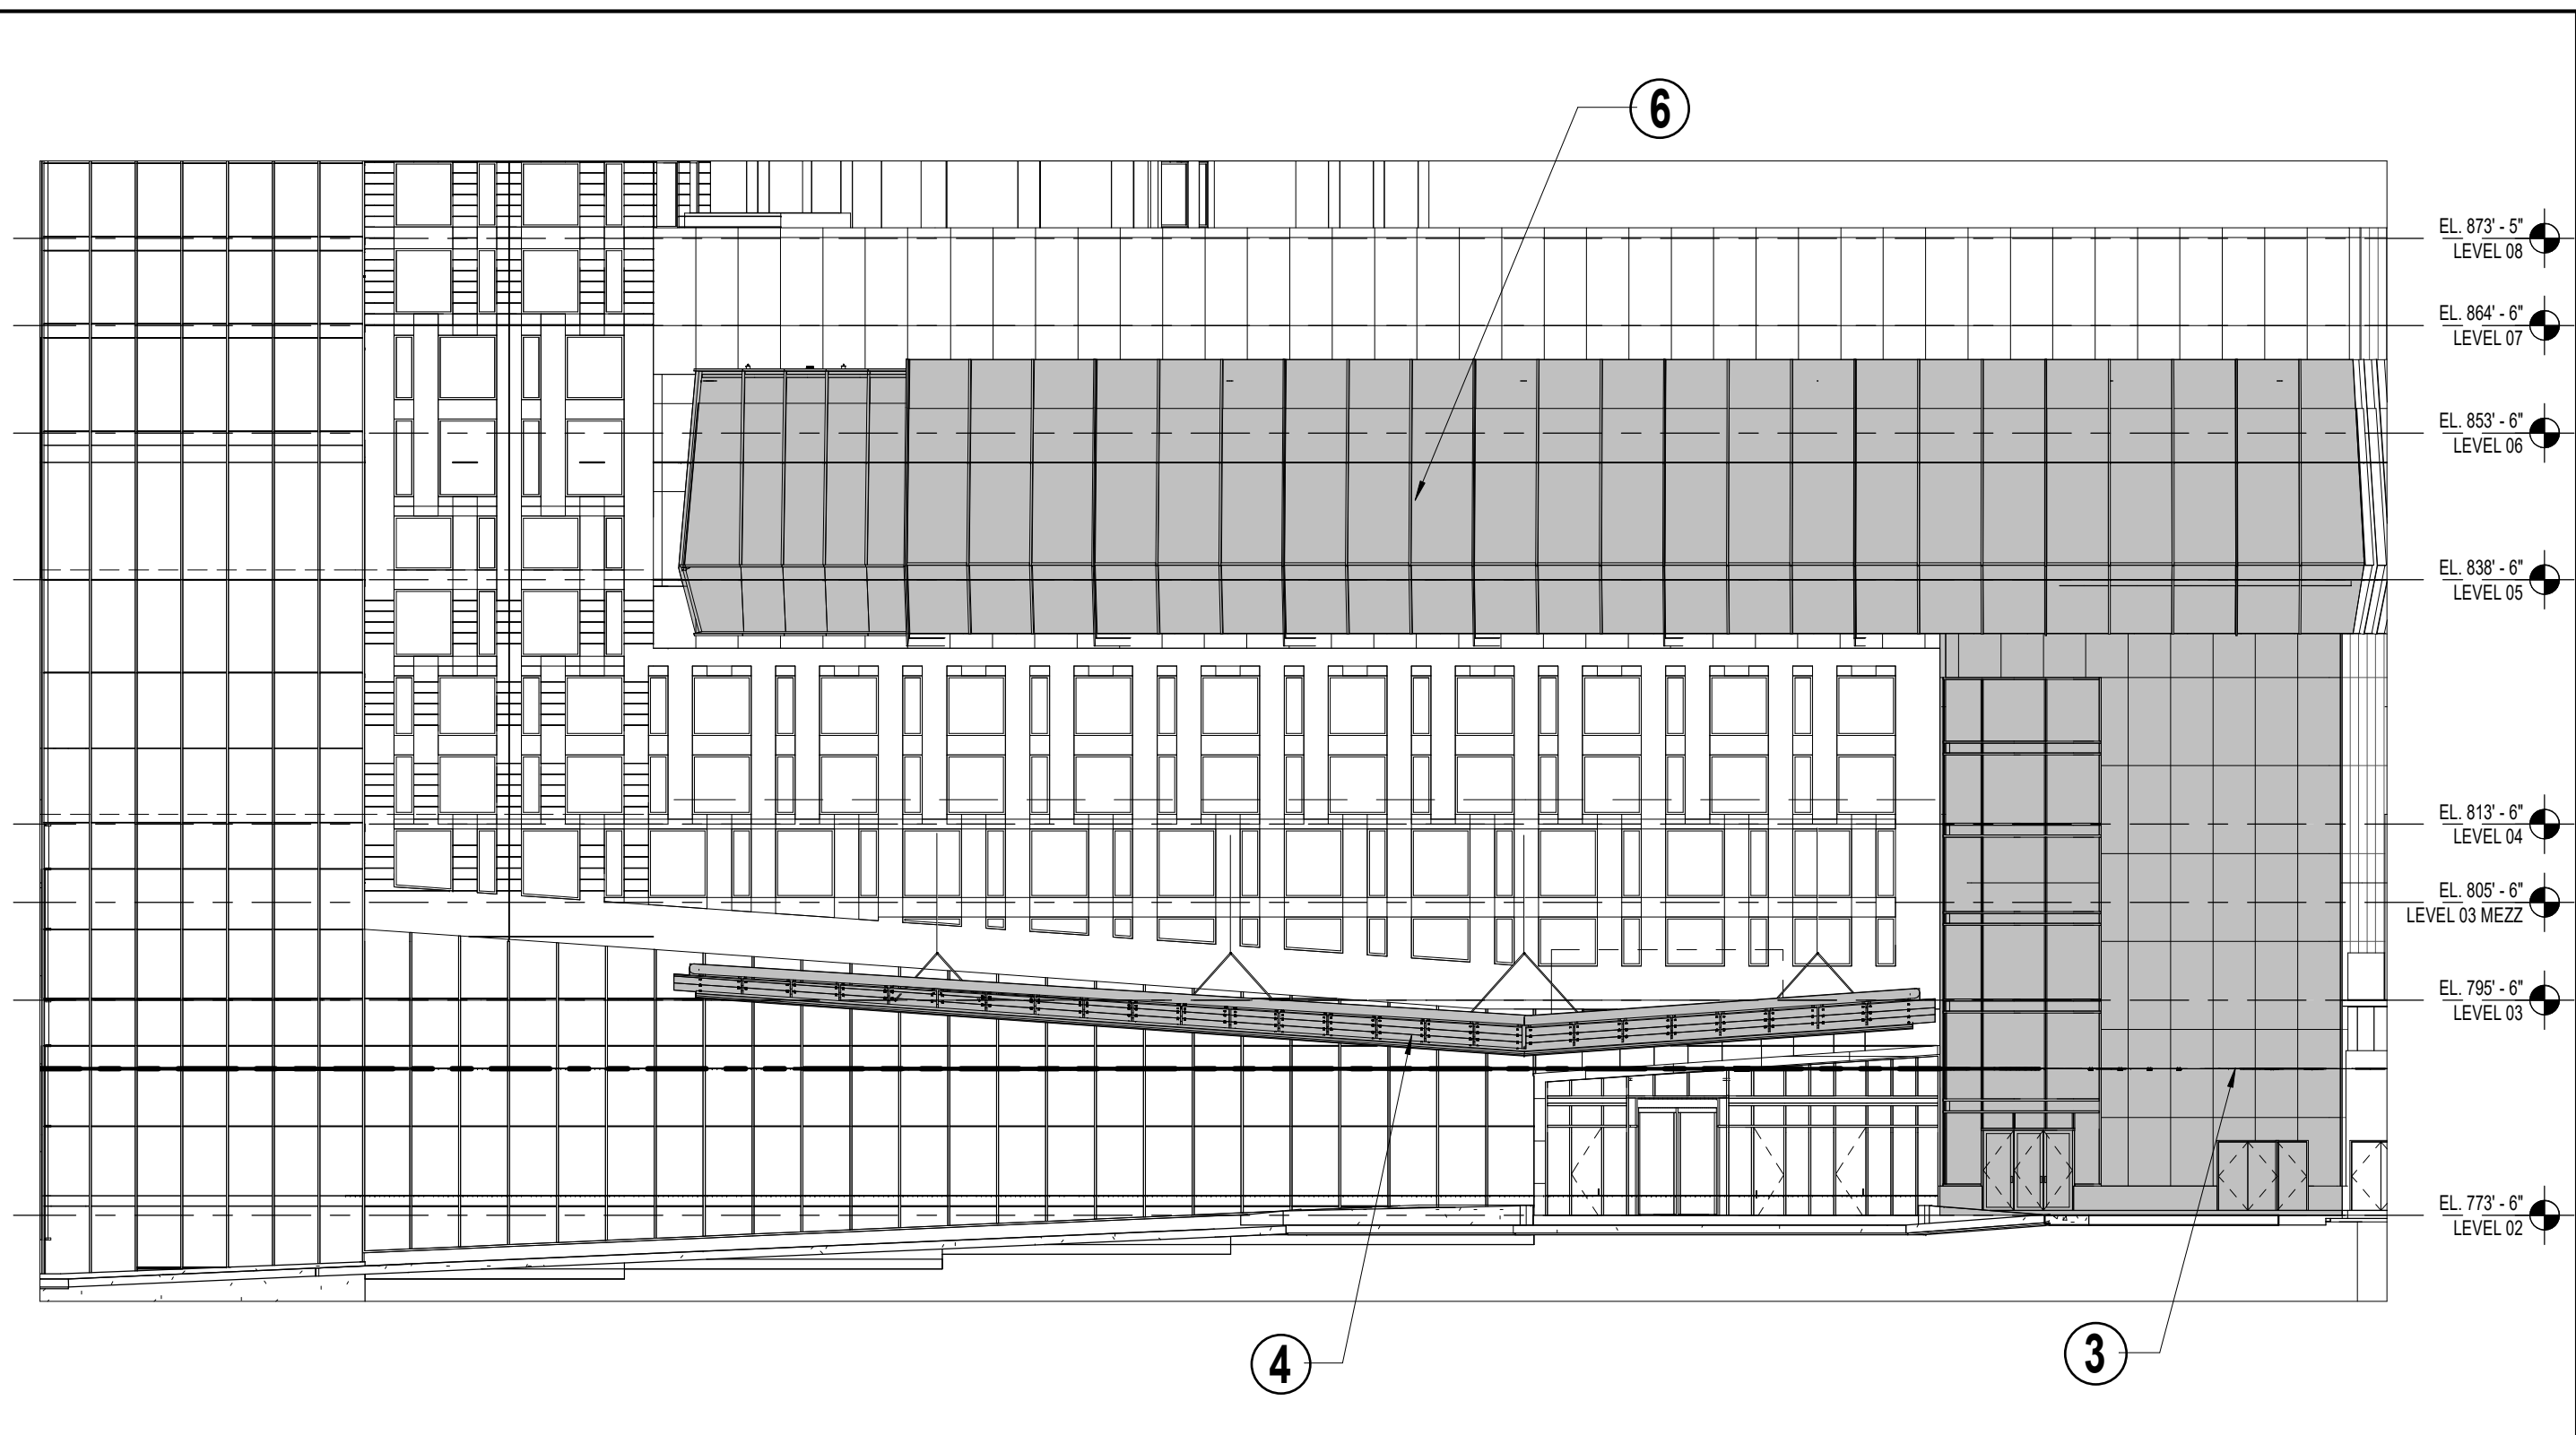 6
EL. 873' - 5"
LEVEL 08
EL. 864' - 6"
LEVEL 07
EL. 853' - 6"
LEVEL 06
EL. 838' - 6"
LEVEL 05
EL. 813' - 6"
LEVEL 04
EL. 805' - 6"
LEVEL 03 MEZZ
EL. 795' - 6"
LEVEL 03
EL. 773' - 6"
LEVEL 02
4
3